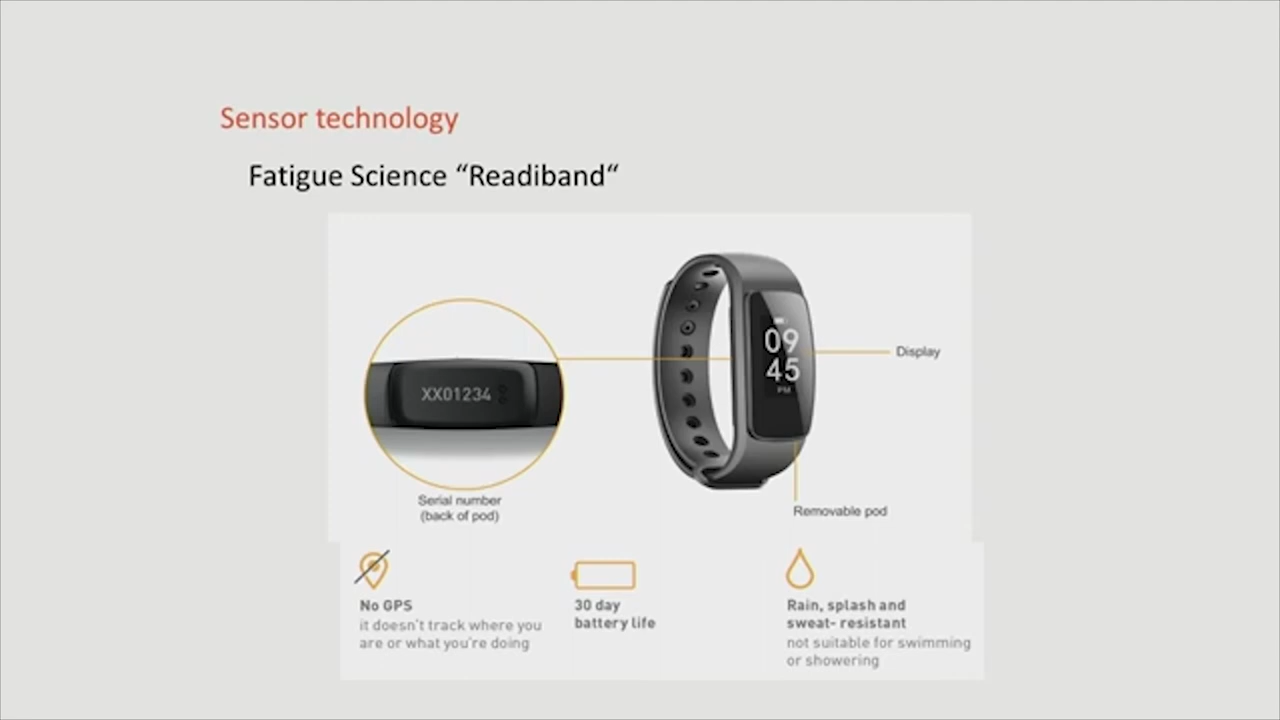 Sensor technology
Fatigue Science “Readiband“
09
45
PM
Display
XX01234
Serial number
(back of pod)
Removable pod
No GPS
it doesn't track where you
are or what you're doing
30 day
battery life
Rain, splash and
sweat- resistant
not suitable for swimming
or showering